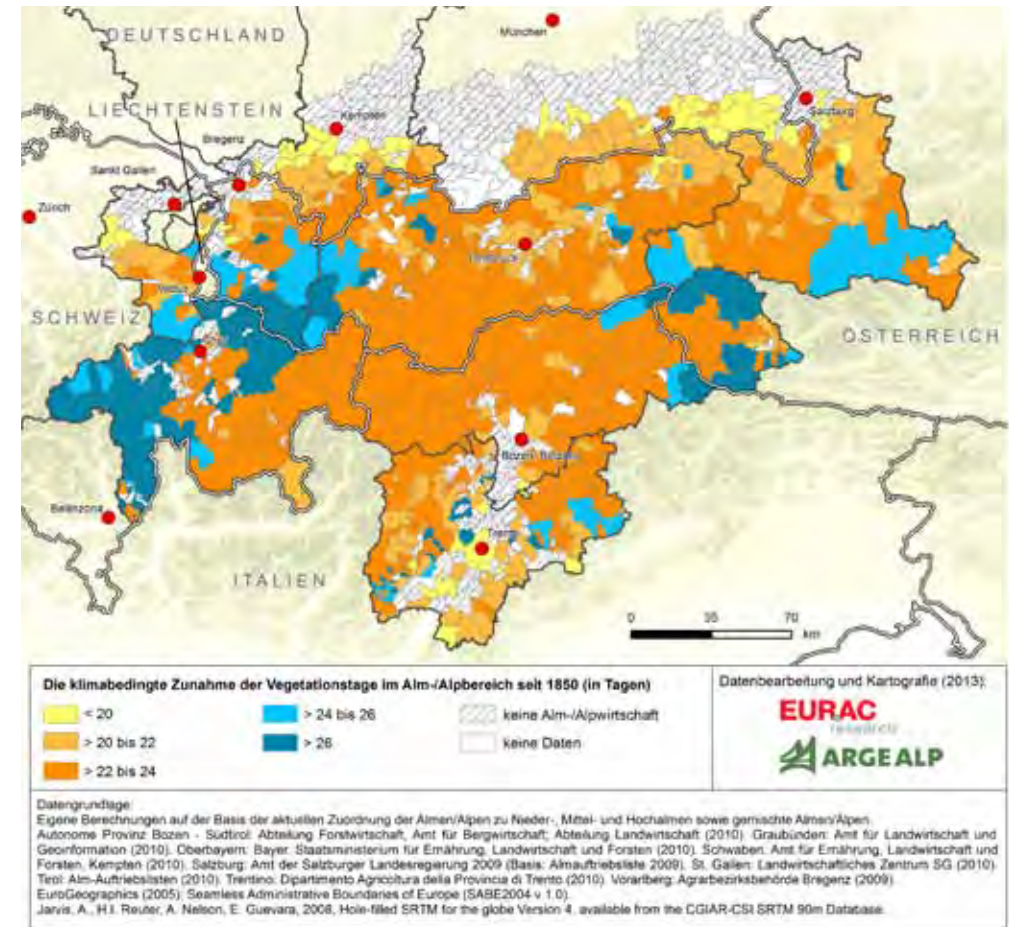 DEUTSCHLAND
München
LIECHTENSTEIN
Kempten
Salzburg
Bregenz
Sankt Gallen
Zürich
Innsbruck
Vaduz
SCHWEIZ
ÖSTERREICH
Bozen
Bellinzona
Trento
ITALIEN
0 35 70
km
Die klimabedingte Zunahme der Vegetationstage im Alm-/Alpbereich seit 1850 (in Tagen)
< 20
> 20 bis 22
> 22 bis 24
> 24 bis 26
> 26
keine Alm-/Alpwirtschaft
keine Daten
Datenbearbeitung und Kartografie (2013):
EURAC
research
ARGE ALP
Datengrundlage:
Eigene Berechnungen auf der Basis der aktuellen Zuordnung der Almen/Alpen zu Nieder-, Mittel- und Hochalmen sowie gemischte Almen/Alpen.
Autonome Provinz Bozen - Südtirol: Abteilung Forstwirtschaft, Amt für Bergwirtschaft; Abteilung Landwirtschaft (2010). Graubünden: Amt für Landwirtschaft und
Geoinformation (2010). Oberbayern: Bayer. Staatsministerium für Ernährung, Landwirtschaft und Forsten (2010). Schwaben: Amt für Ernährung, Landwirtschaft und
Forsten, Kempten (2010). Salzburg: Amt der Salzburger Landesregierung 2009 (Basis: Almauftriebsliste 2009). St. Gallen: Landwirtschaftliches Zentrum SG (2010).
Tirol: Alm-Auftriebslisten (2010). Trentino: Dipartimento Agricoltura della Provincia di Trento (2010). Vorarlberg: Agrarbezirksbehörde Bregenz (2009).
EuroGeographics (2005): Seamless Administrative Boundaries of Europe (SABE2004 v 1.0).
Jarvis, A., H.I. Reuter, A. Nelson, E. Guevara, 2008, Hole-filled SRTM for the globe Version 4, available from the CGIAR-CSI SRTM 90m Database.